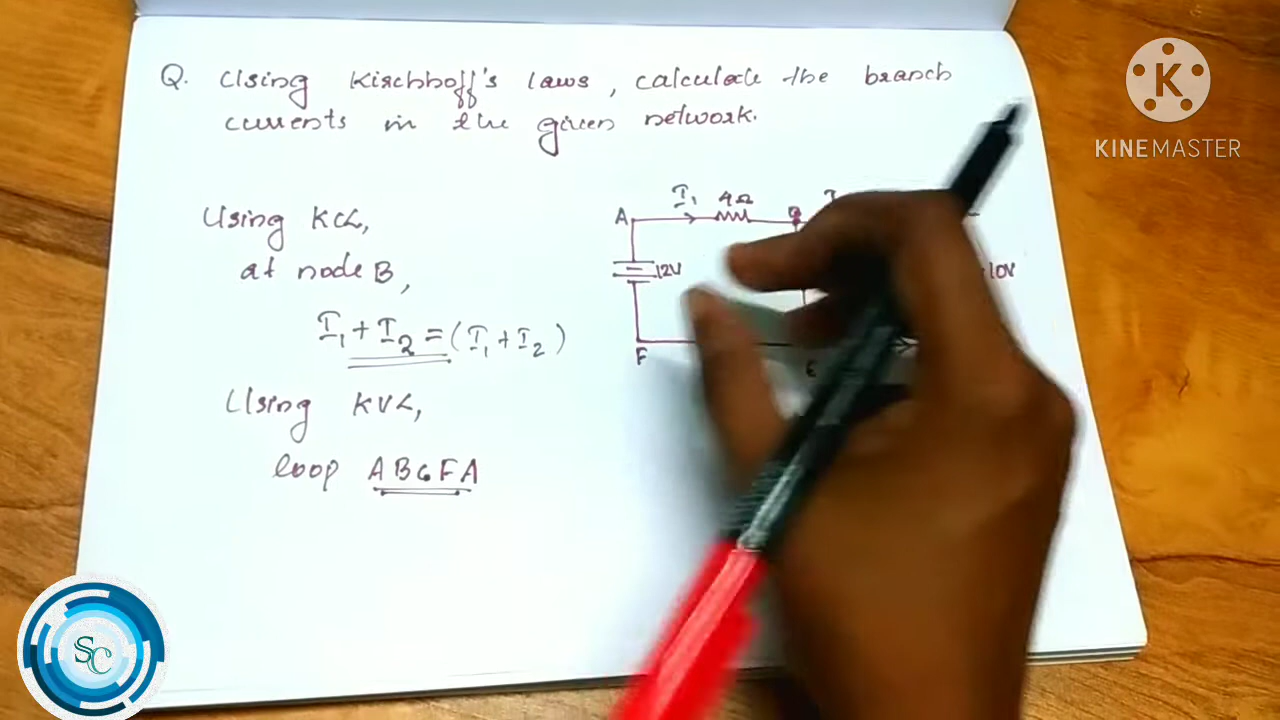 Q. Using Kirchhoff's laws, calculate the branch
currents in the given network.
Using KCL,
at node B,
I₁ + I₂ = (I₁ + I₂)
Using KVL,
loop ABGFA
A
I₁
4Ω
B
12V
10V
F
K
KINEMASTER
SC